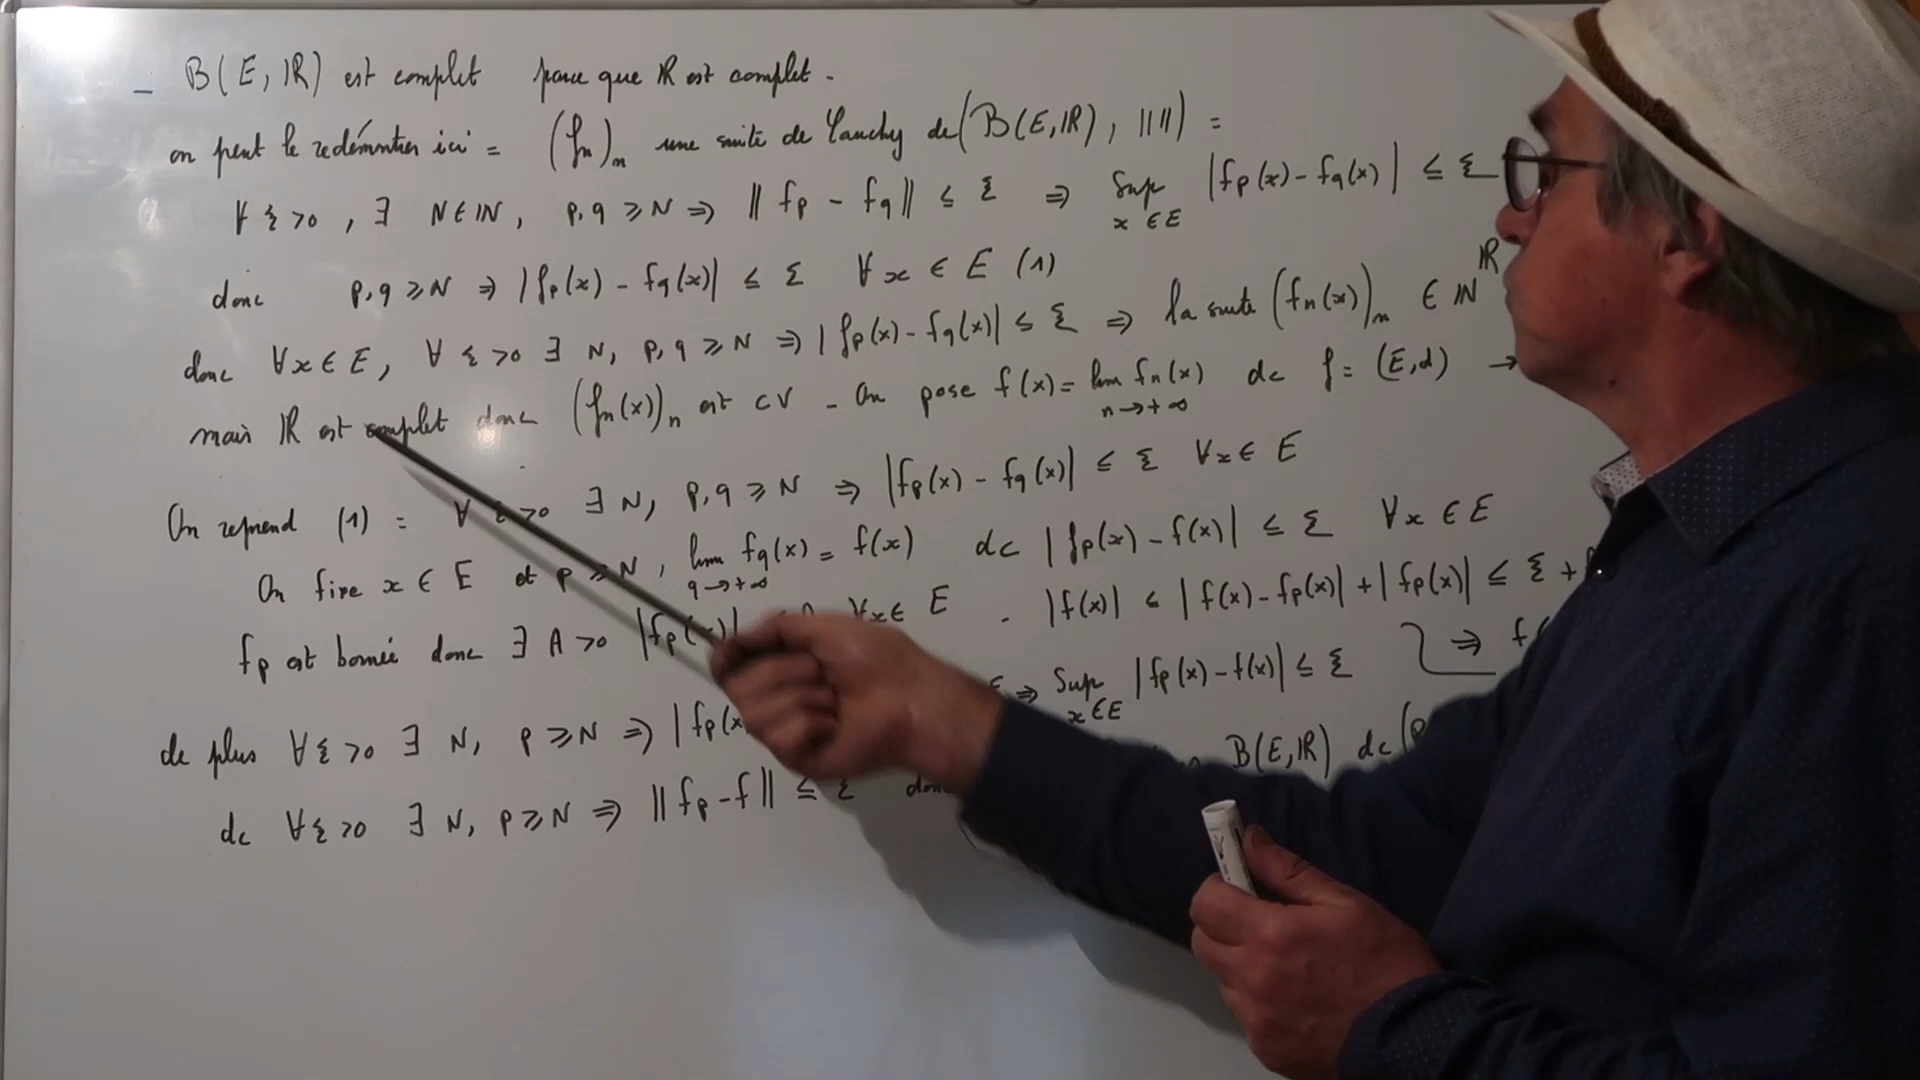 _ B(E, ℝ) est complet parce que ℝ est complet.
on peut le redémontrer ici = (fn)n une suite de Cauchy de (B(E, ℝ), || ||) =
∀ ε > 0, ∃ N ∈ ℕ, p, q ≥ N ⇒ || fp - fq || ≤ ε ⇒ Sup x ∈ E |fp(x) - fq(x)| ≤ ε
donc p, q ≥ N ⇒ |fp(x) - fq(x)| ≤ ε ∀ x ∈ E (1)
donc ∀x ∈ E, ∀ ε > 0 ∃ N, p, q ≥ N ⇒ |fp(x) - fq(x)| ≤ ε ⇒ la suite (fn(x))n ∈ ℕ ℝ
mais ℝ est complet donc (fn(x))n est CV - On pose f(x) = lim n→+∞ fn(x) dc f = (E, d) →
On reprend (1) : ∀ ε > 0 ∃ N, p, q ≥ N ⇒ |fp(x) - fq(x)| ≤ ε ∀x ∈ E
On fixe x ∈ E et p ≥ N, lim q→+∞ fq(x) = f(x) dc |fp(x) - f(x)| ≤ ε ∀x ∈ E
fp est bornée donc ∃ A > 0 |fp(x)| ∀x ∈ E . |f(x)| ≤ |f(x) - fp(x)| + |fp(x)| ≤ ε +
de plus ∀ ε > 0 ∃ N, p ≥ N ⇒ |fp(x ⇒ Sup x ∈ E |fp(x) - f(x)| ≤ ε ⇒ f(
dc ∀ ε > 0 ∃ N, p ≥ N ⇒ || fp - f || ≤ ε donc B(E, ℝ) dc (